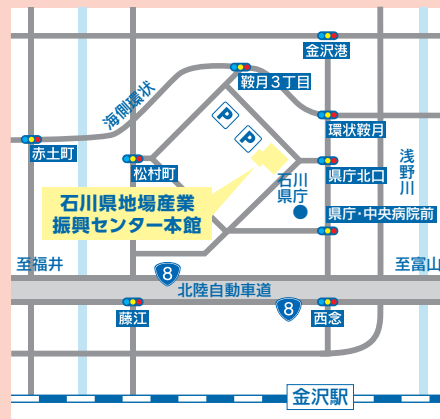 金沢港
鞍月3丁目
海側環状
P
P
環状鞍月
赤土町
松村町
県庁北口
浅野川
石川
県庁
石川県地場産業
振興センター本館
県庁・中央病院前
至福井
8
至富山
北陸自動車道
8
藤江
西念
金沢駅